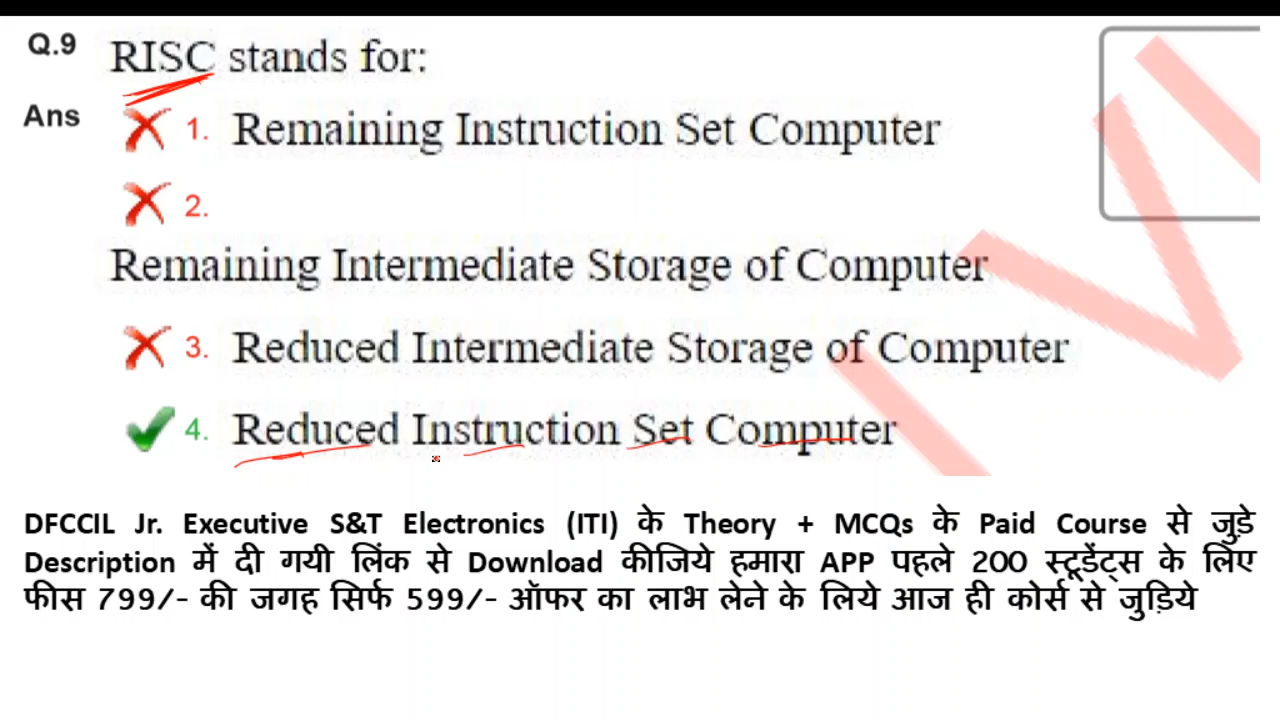 Q.9 RISC stands for:
Ans 1. Remaining Instruction Set Computer
2.
Remaining Intermediate Storage of Computer
3. Reduced Intermediate Storage of Computer
4. Reduced Instruction Set Computer
DFCCIL Jr. Executive S&T Electronics (ITI) के Theory + MCQs के Paid Course से जुड़े
Description में दी गयी लिंक से Download कीजिये हमारा APP पहले 200 स्टूडेंट्स के लिए
फीस 799/- की जगह सिर्फ 599/- ऑफर का लाभ लेने के लिये आज ही कोर्स से जुड़िये